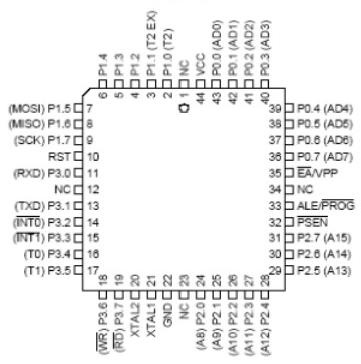 P1.4
P1.3
P1.2
P1.1 (T2 EX)
P1.0 (T2)
NC
VCC
P0.0 (AD0)
P0.1 (AD1)
P0.2 (AD2)
P0.3 (AD3)
6 5 4 3 2 1 44 43 42 41 40
(MOSI) P1.5 7
(MISO) P1.6 8
(SCK) P1.7 9
RST 10
(RXD) P3.0 11
NC 12
(TXD) P3.1 13
(INT0) P3.2 14
(INT1) P3.3 15
(T0) P3.4 16
(T1) P3.5 17
39 P0.4 (AD4)
38 P0.5 (AD5)
37 P0.6 (AD6)
36 P0.7 (AD7)
35 EA/VPP
34 NC
33 ALE/PROG
32 PSEN
31 P2.7 (A15)
30 P2.6 (A14)
29 P2.5 (A13)
18 19 20 21 22 23 24 25 26 27 28
(WR) P3.6
(RD) P3.7
XTAL2
XTAL1
GND
NC
(A8) P2.0
(A9) P2.1
(A10) P2.2
(A11) P2.3
(A12) P2.4